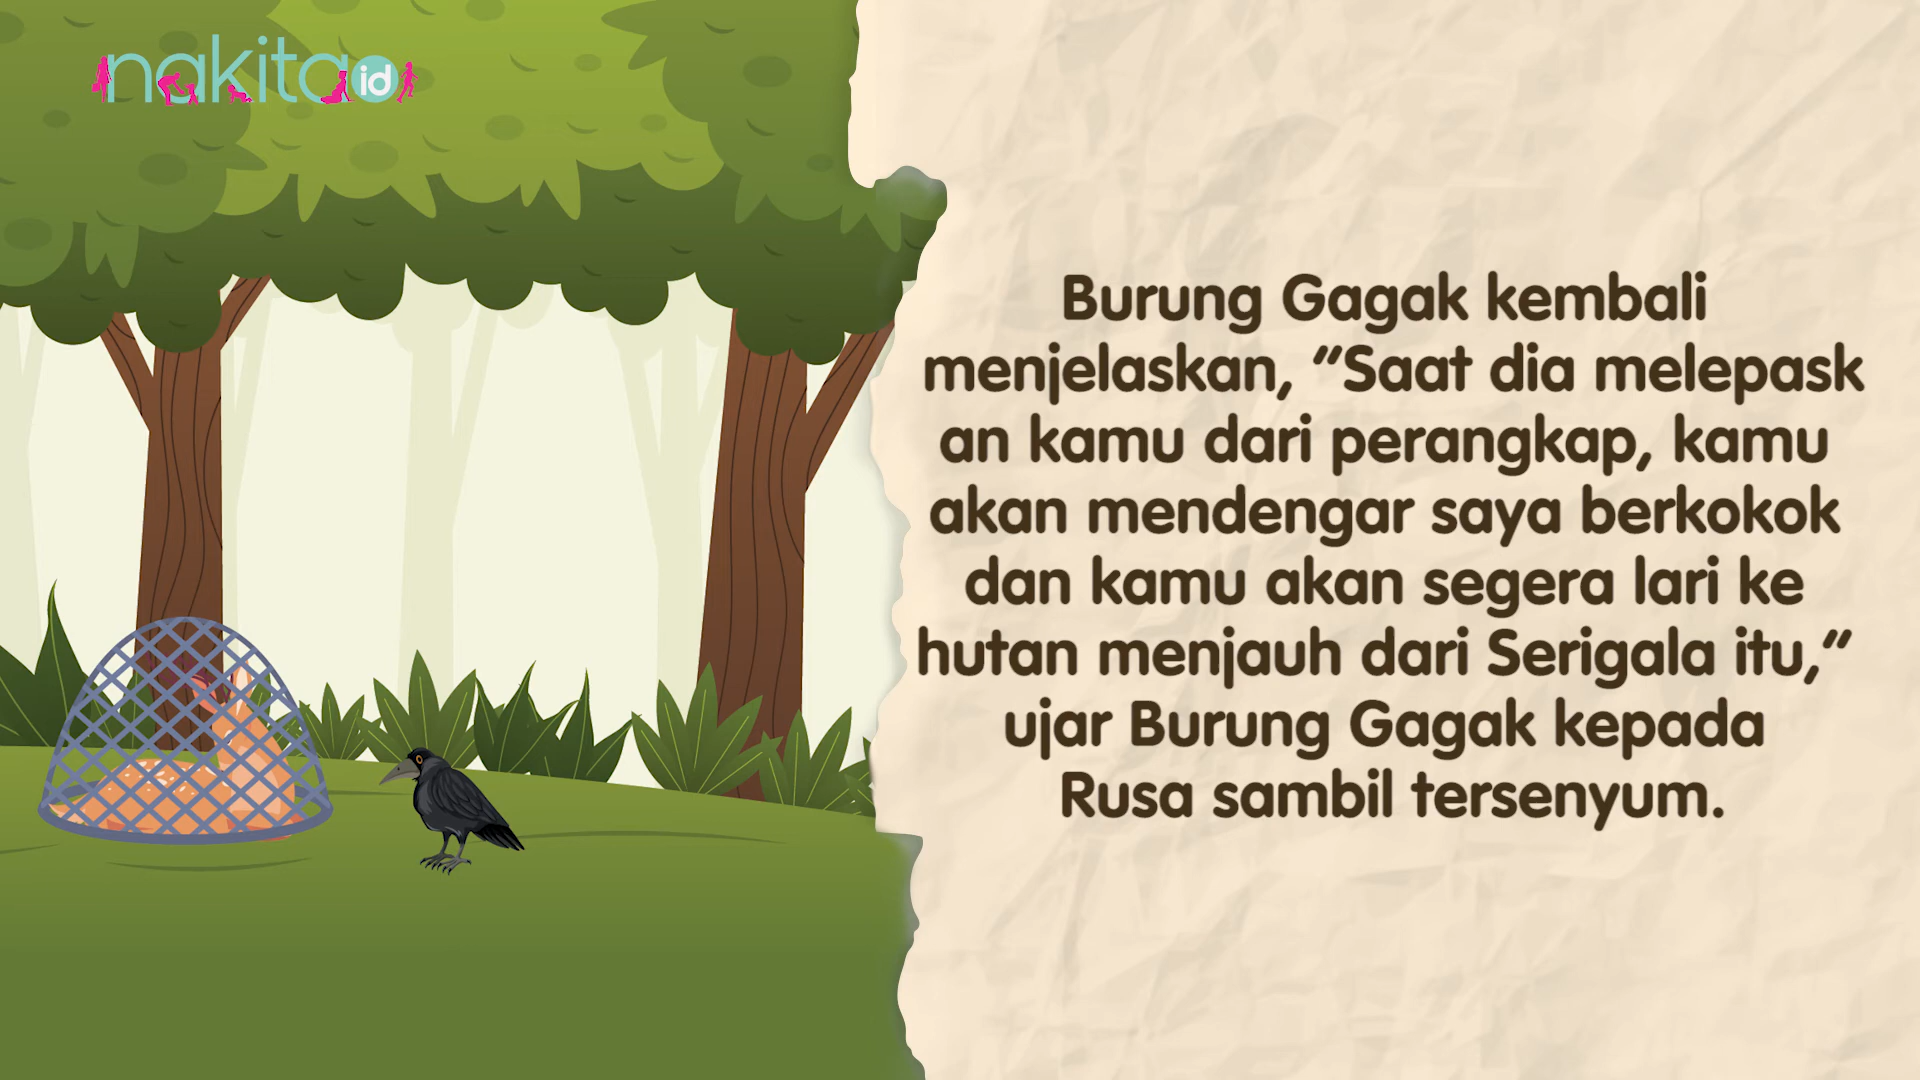 nakita id
Burung Gagak kembali
menjelaskan, “Saat dia melepask
an kamu dari perangkap, kamu
akan mendengar saya berkokok
dan kamu akan segera lari ke
hutan menjauh dari Serigala itu,”
ujar Burung Gagak kepada
Rusa sambil tersenyum.